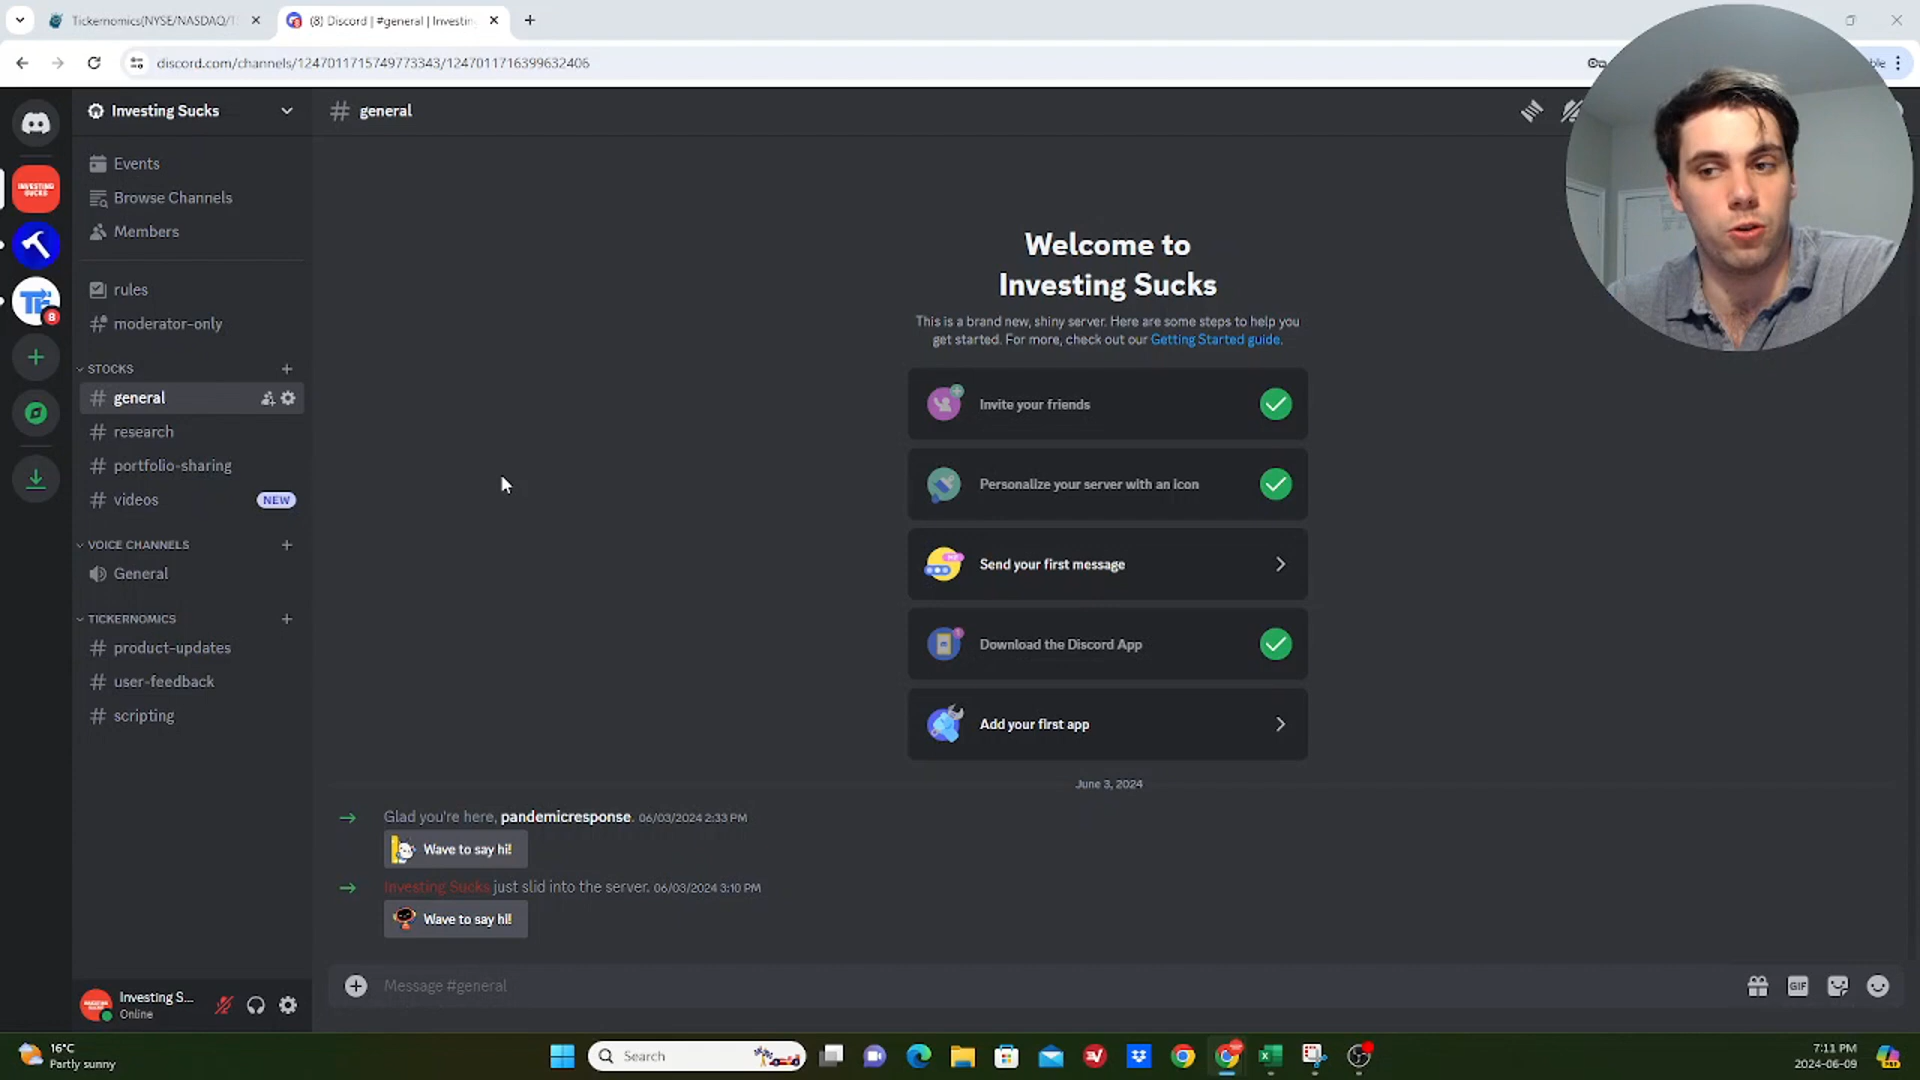 Tickernomics(NYSE/NASDAQ/T
(8) Discord | #general | Investin
discord.com/channels/1247011715749773343/1247011716399632406
Investing Sucks
# general
INVESTING
SUCKS
Events
Browse Channels
Members
rules
moderator-only
8
STOCKS
# general
# research
# portfolio-sharing
# videos
NEW
VOICE CHANNELS
General
TICKERNOMICS
# product-updates
# user-feedback
# scripting
Welcome to
Investing Sucks
This is a brand new, shiny server. Here are some steps to help you
get started. For more, check out our Getting Started guide.
Invite your friends
Personalize your server with an icon
Send your first message
Download the Discord App
Add your first app
June 3, 2024
Glad you're here, pandemicresponse. 06/03/2024 2:33 PM
Wave to say hi!
Investing Sucks just slid into the server. 06/03/2024 3:10 PM
Wave to say hi!
Message #general
GIF
Investing S...
Online
16°C
Partly sunny
Search
7:11 PM
2024-06-09